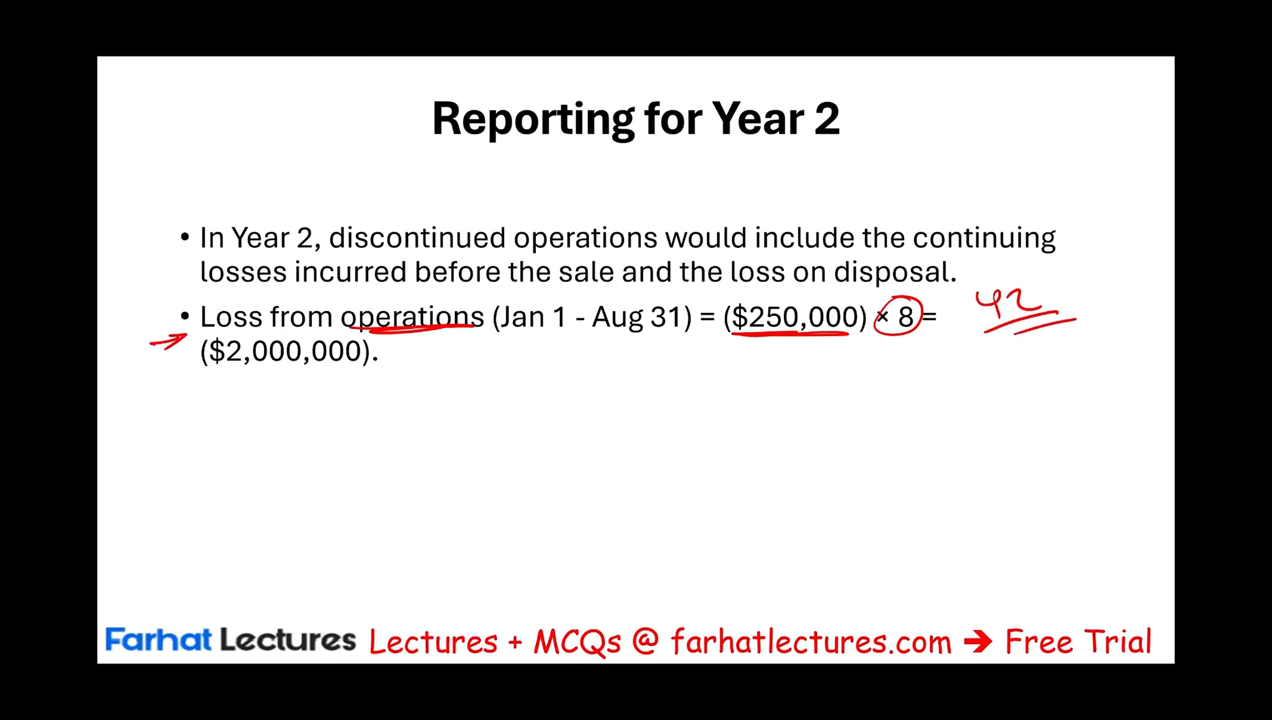 Reporting for Year 2
• In Year 2, discontinued operations would include the continuing
losses incurred before the sale and the loss on disposal.
• Loss from operations (Jan 1 - Aug 31) = ($250,000) × 8 =
($2,000,000).
Farhat Lectures Lectures + MCQs @ farhatlectures.com → Free Trial